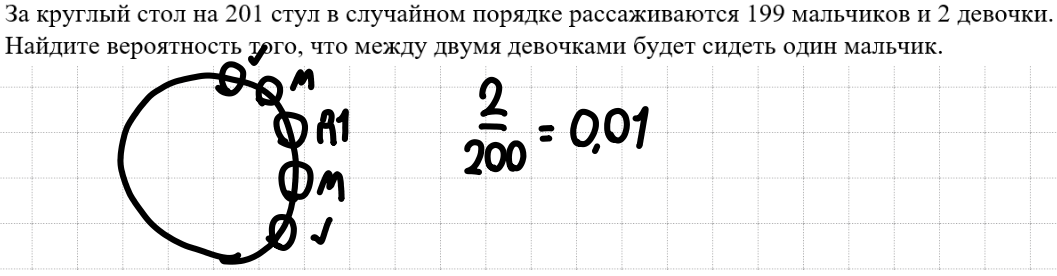 За круглый стол на 201 стул в случайном порядке рассаживаются 199 мальчиков и 2 девочки.
Найдите вероятность того, что между двумя девочками будет сидеть один мальчик.
✓
М
Д1
М
✓
2
200
= 0,01